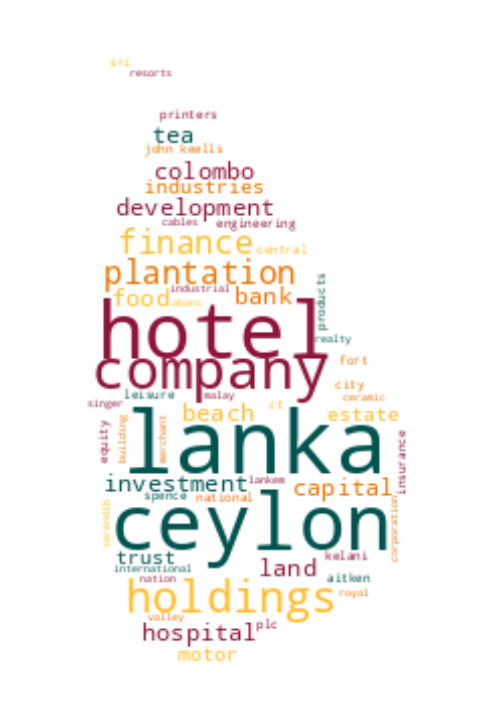 sri
resorts
printers
tea
john keells
colombo
industries
development
cables engineering
finance central
plantation
industrial
food abans bank
products
hotel
realty
company
fort
city
leisure malay ceramic
singer
beach ct estate
lanka
equity
building
merchant
insurance
investment lankem
capital
spence national
ceylon
serendib
corporation
trust kelani
international land
nation aitken
holdings royal
valley
hospital plc
motor